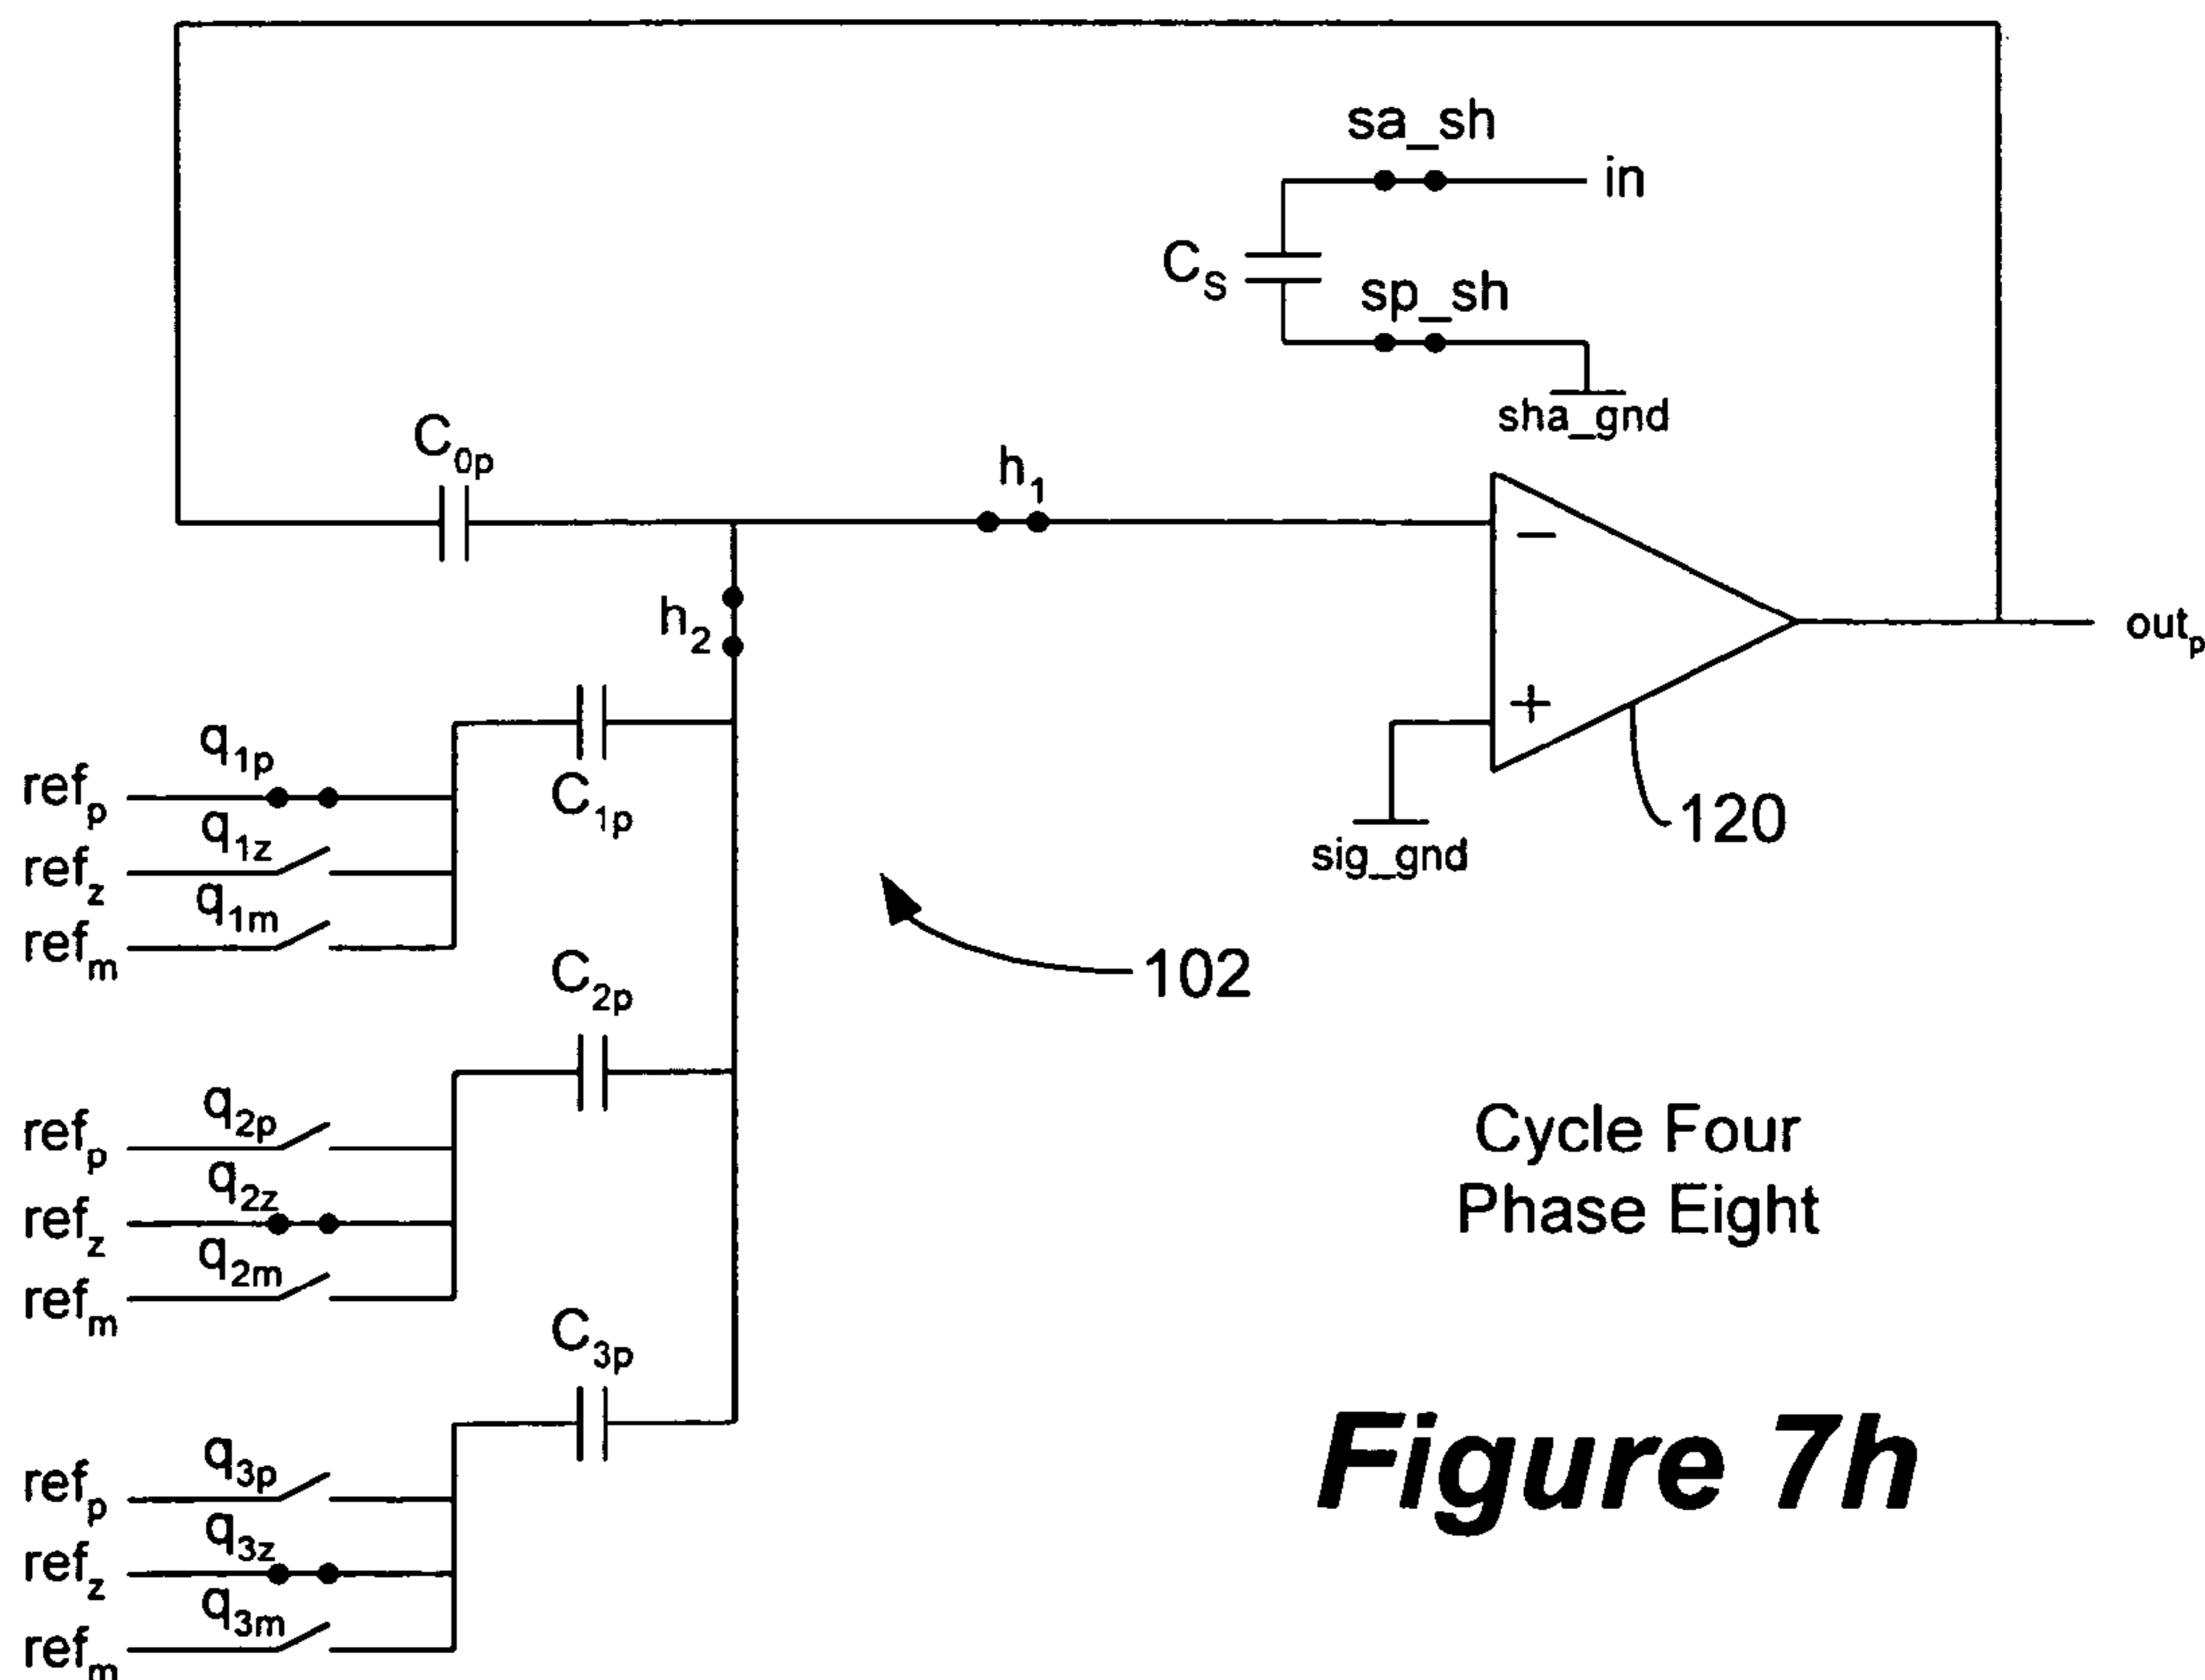 sa_sh
in
C_S
sp_sh
sha_gnd
C_0p
h_1
−
h_2
+
out_p
q_1p
ref_p
C_1p
120
q_1z
ref_z
sig_gnd
q_1m
ref_m
102
C_2p
q_2p
ref_p
Cycle Four
Phase Eight
q_2z
ref_z
q_2m
ref_m
C_3p
q_3p
ref_p
Figure 7h
q_3z
ref_z
q_3m
ref_m